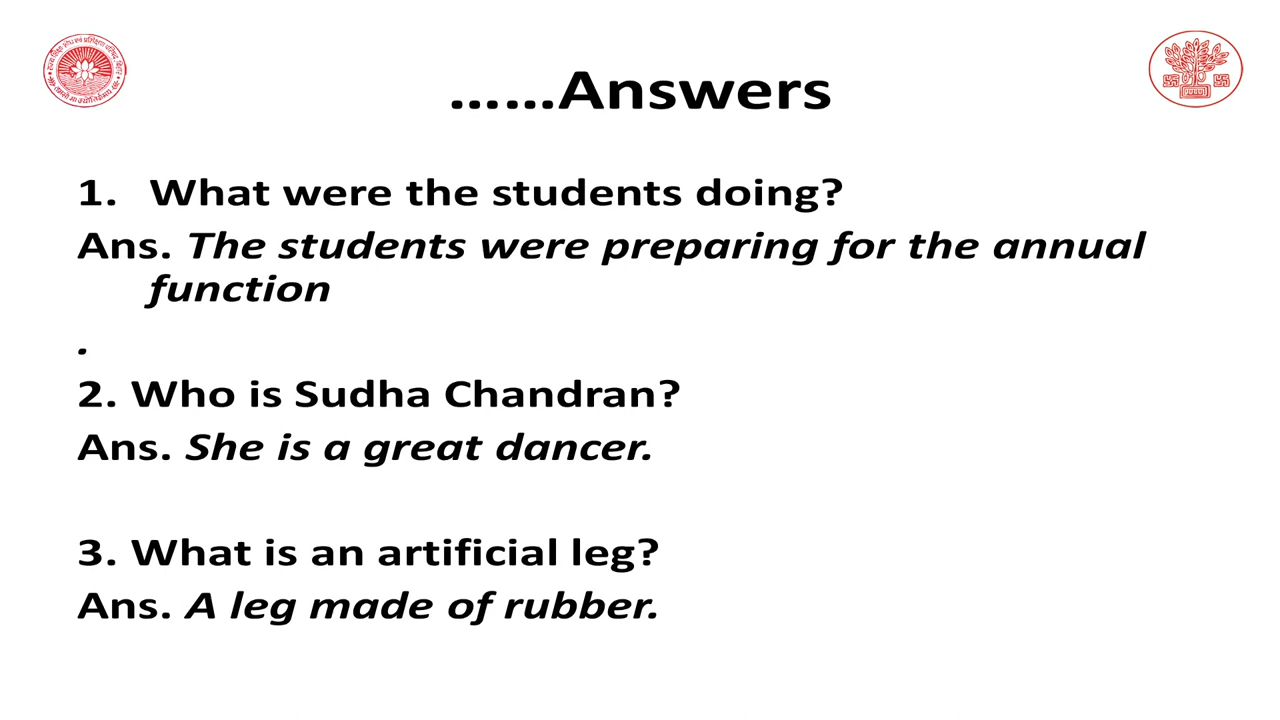 ......Answers
1. What were the students doing?
Ans. The students were preparing for the annual
function
.
2. Who is Sudha Chandran?
Ans. She is a great dancer.
3. What is an artificial leg?
Ans. A leg made of rubber.